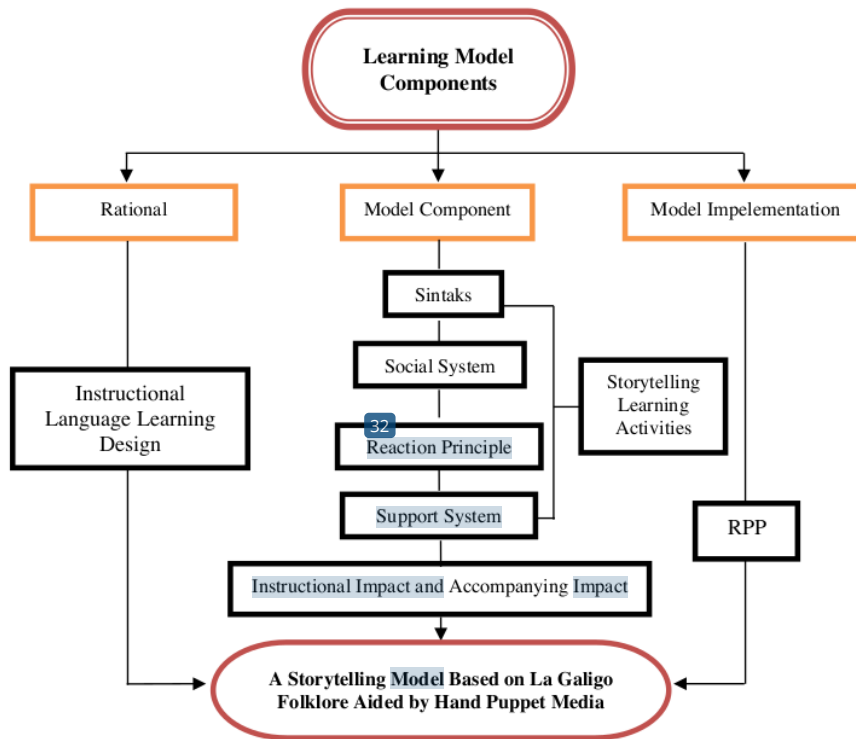 Learning Model
Components
Rational
Model Component
Model Impelementation
Sintaks
Social System
Storytelling
Learning
Activities
Instructional
Language Learning
Design
32
Reaction Principle
Support System
RPP
Instructional Impact and Accompanying Impact
A Storytelling Model Based on La Galigo
Folklore Aided by Hand Puppet Media